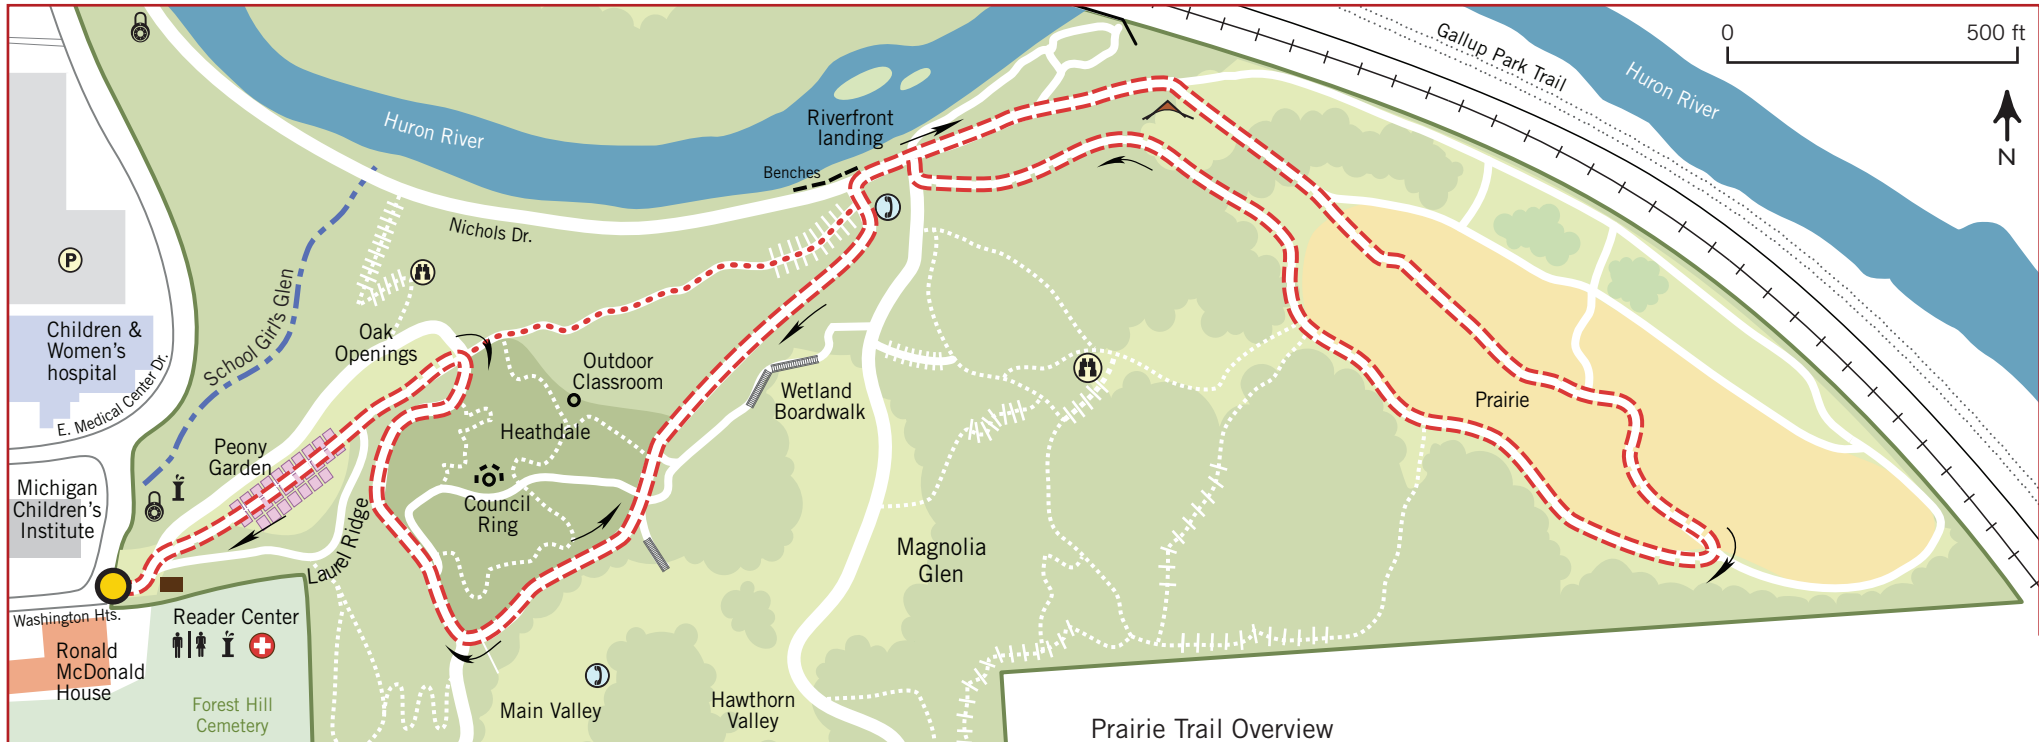 0 500 ft
Gallup Park Trail
Huron River
N
Riverfront
landing
Huron River
Benches
Nichols Dr.
P
School Girl's Glen
Oak
Openings
Children &
Women's
hospital
E. Medical Center Dr.
Outdoor
Classroom
Wetland
Boardwalk
Prairie
Heathdale
Peony
Garden
Michigan
Children's
Institute
Council
Ring
Laurel Ridge
Magnolia
Glen
Washington Hts.
Reader Center
Ronald
McDonald
House
Forest Hill
Cemetery
Main Valley
Hawthorn
Valley
Prairie Trail Overview